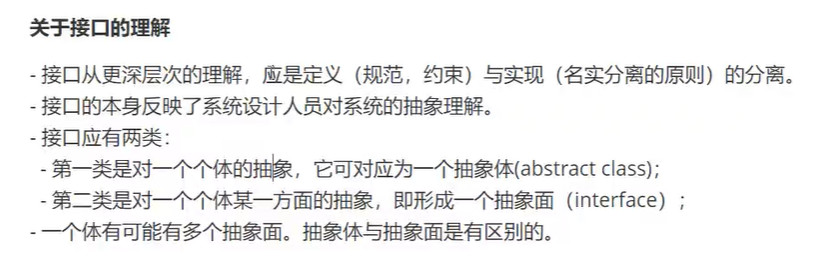 关于接口的理解
- 接口从更深层次的理解，应是定义（规范，约束）与实现（名实分离的原则）的分离。
- 接口的本身反映了系统设计人员对系统的抽象理解。
- 接口应有两类：
- 第一类是对一个个体的抽象，它可对应为一个抽象体(abstract class)；
- 第二类是对一个个体某一方面的抽象，即形成一个抽象面（interface）；
- 一个体有可能有多个抽象面。抽象体与抽象面是有区别的。